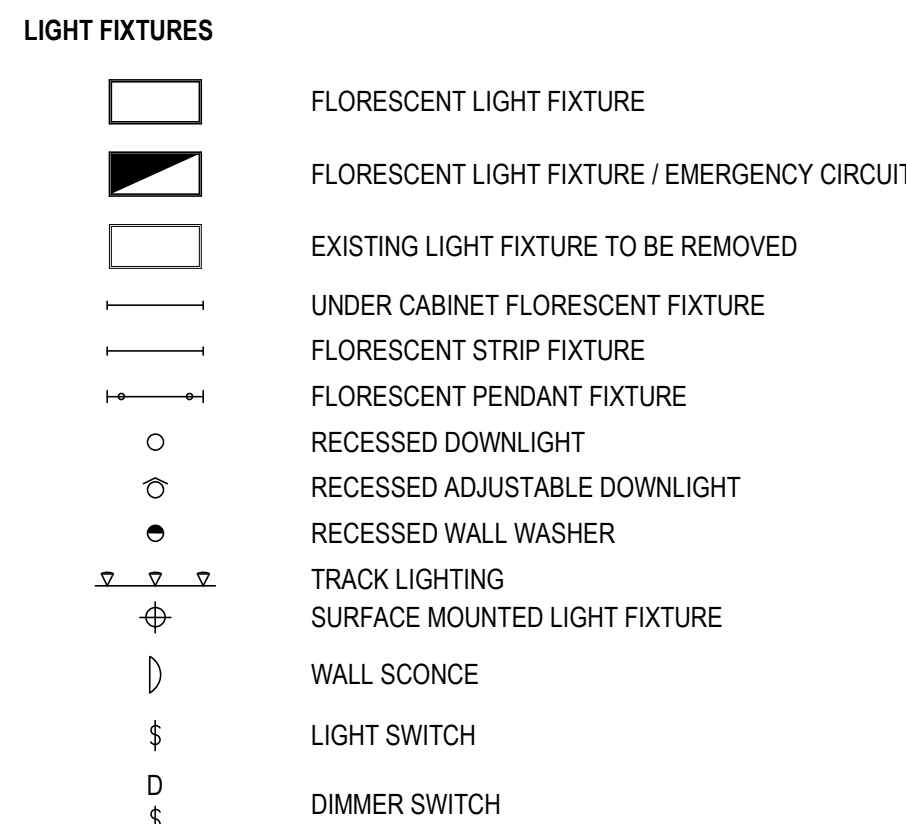 LIGHT FIXTURES
FLORESCENT LIGHT FIXTURE
FLORESCENT LIGHT FIXTURE / EMERGENCY CIRCUIT
EXISTING LIGHT FIXTURE TO BE REMOVED
UNDER CABINET FLORESCENT FIXTURE
FLORESCENT STRIP FIXTURE
FLORESCENT PENDANT FIXTURE
RECESSED DOWNLIGHT
RECESSED ADJUSTABLE DOWNLIGHT
RECESSED WALL WASHER
TRACK LIGHTING
SURFACE MOUNTED LIGHT FIXTURE
WALL SCONCE
$ LIGHT SWITCH
D
$ DIMMER SWITCH